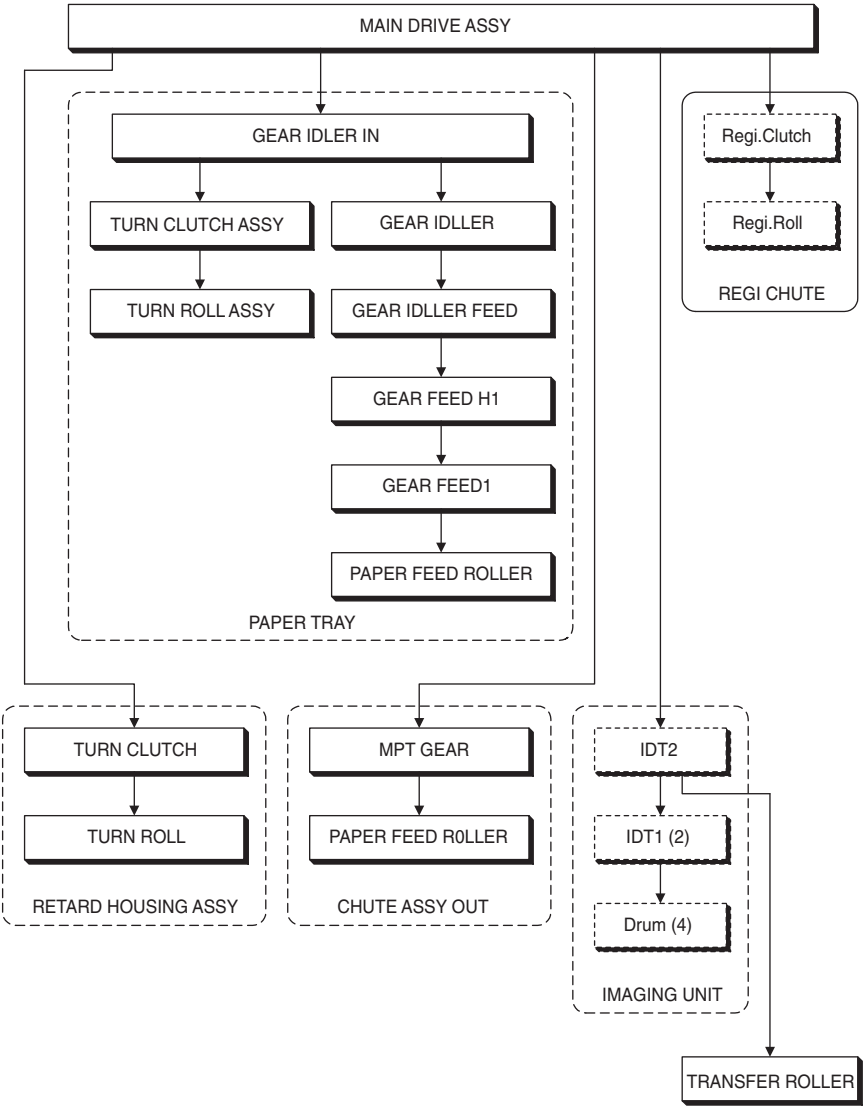 MAIN DRIVE ASSY
GEAR IDLER IN
TURN CLUTCH ASSY
GEAR IDLLER
TURN ROLL ASSY
GEAR IDLLER FEED
GEAR FEED H1
GEAR FEED1
PAPER FEED ROLLER
PAPER TRAY
Regi.Clutch
Regi.Roll
REGI CHUTE
TURN CLUTCH
TURN ROLL
RETARD HOUSING ASSY
MPT GEAR
PAPER FEED R0LLER
CHUTE ASSY OUT
IDT2
IDT1 (2)
Drum (4)
IMAGING UNIT
TRANSFER ROLLER